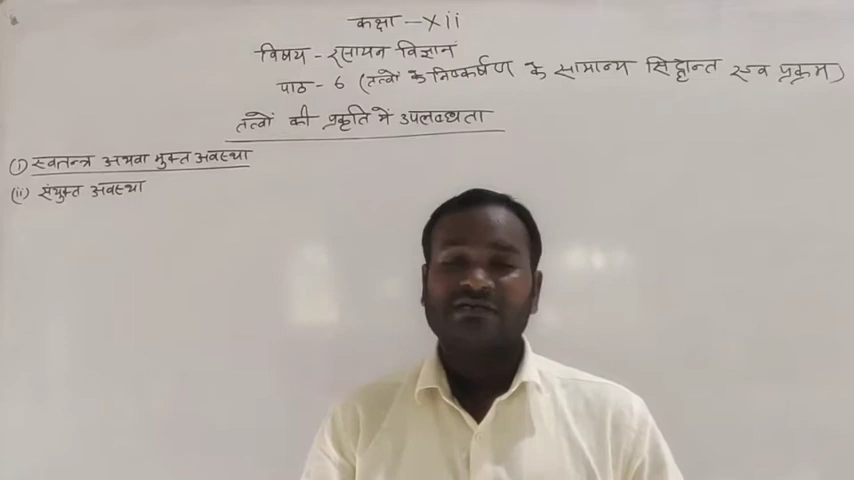 कक्षा - XII
विषय - रसायन विज्ञान
पाठ - 6 (तत्वों के निष्कर्षण के सामान्य सिद्धान्त एव प्रक्रम)
तत्वों की प्रकृति में उपलब्धता
(i) स्वतन्त्र अथवा मुक्त अवस्था
(ii) संयुक्त अवस्था